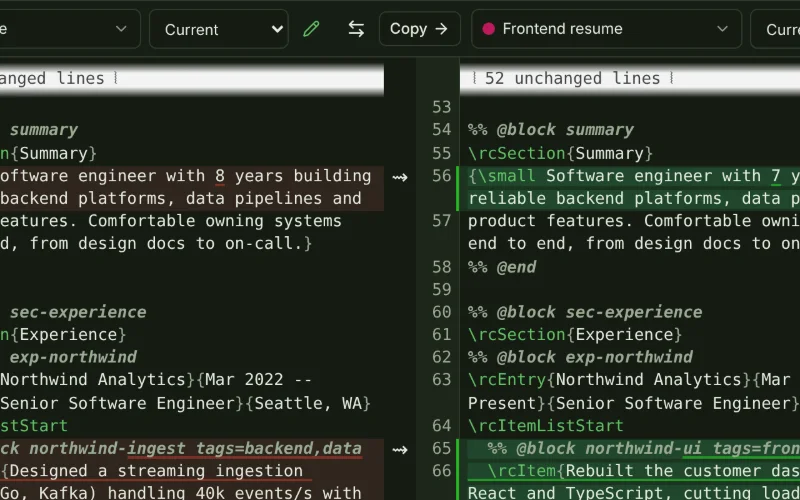 e Current Copy → Frontend resume Curre
anged lines
52 unchanged lines
53
summary
54 %% @block summary
n{Summary}
55 \rcSection{Summary}
oftware engineer with 8 years building
56 {\small Software engineer with 7 y
backend platforms, data pipelines and
reliable backend platforms, data p
eatures. Comfortable owning systems
57 product features. Comfortable owni
d, from design docs to on-call.}
end to end, from design docs to on
58 %% @end
59
sec-experience
60 %% @block sec-experience
n{Experience}
61 \rcSection{Experience}
exp-northwind
62 %% @block exp-northwind
Northwind Analytics}{Mar 2022 --
63 \rcEntry{Northwind Analytics}{Mar
Senior Software Engineer}{Seattle, WA}
Present}{Senior Software Engineer}
stStart
64 \rcItemListStart
ck northwind-ingest tags=backend,data
65 %% @block northwind-ui tags=fron
{Designed a streaming ingestion
66 \rcItem{Rebuilt the customer das
Go, Kafka) handling 40k events/s with
React and TypeScript, cutting load